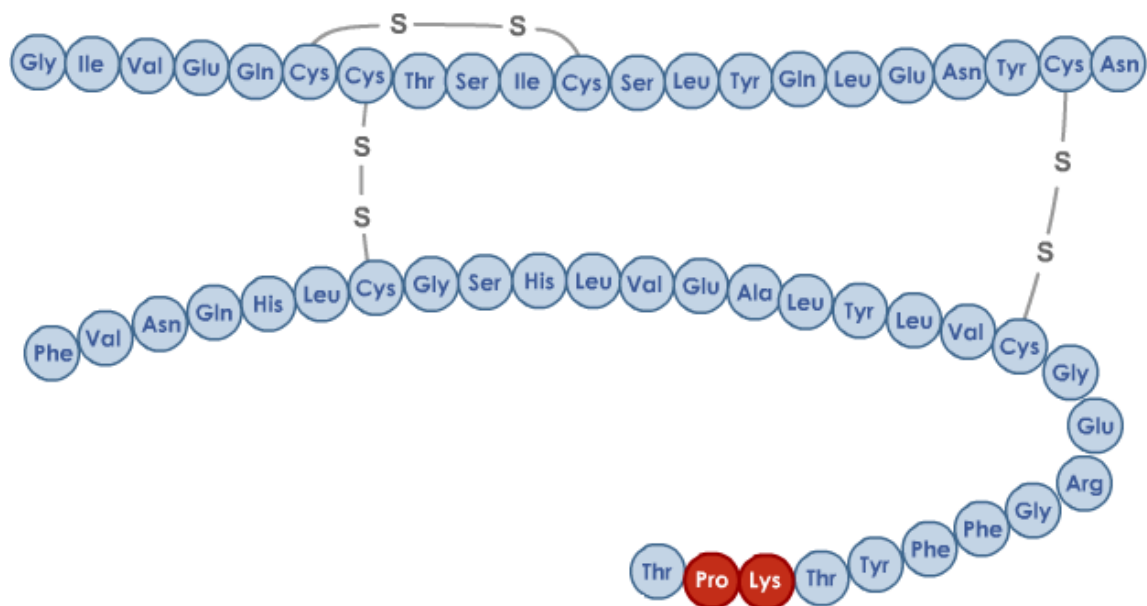 S S
Gly Ile Val Glu Gln Cys Cys Thr Ser Ile Cys Ser Leu Tyr Gln Leu Glu Asn Tyr Cys Asn
S S
S S
Phe Val Asn Gln His Leu Cys Gly Ser His Leu Val Glu Ala Leu Tyr Leu Val Cys Gly Glu Arg Gly Phe Phe Tyr Thr Lys Pro Thr